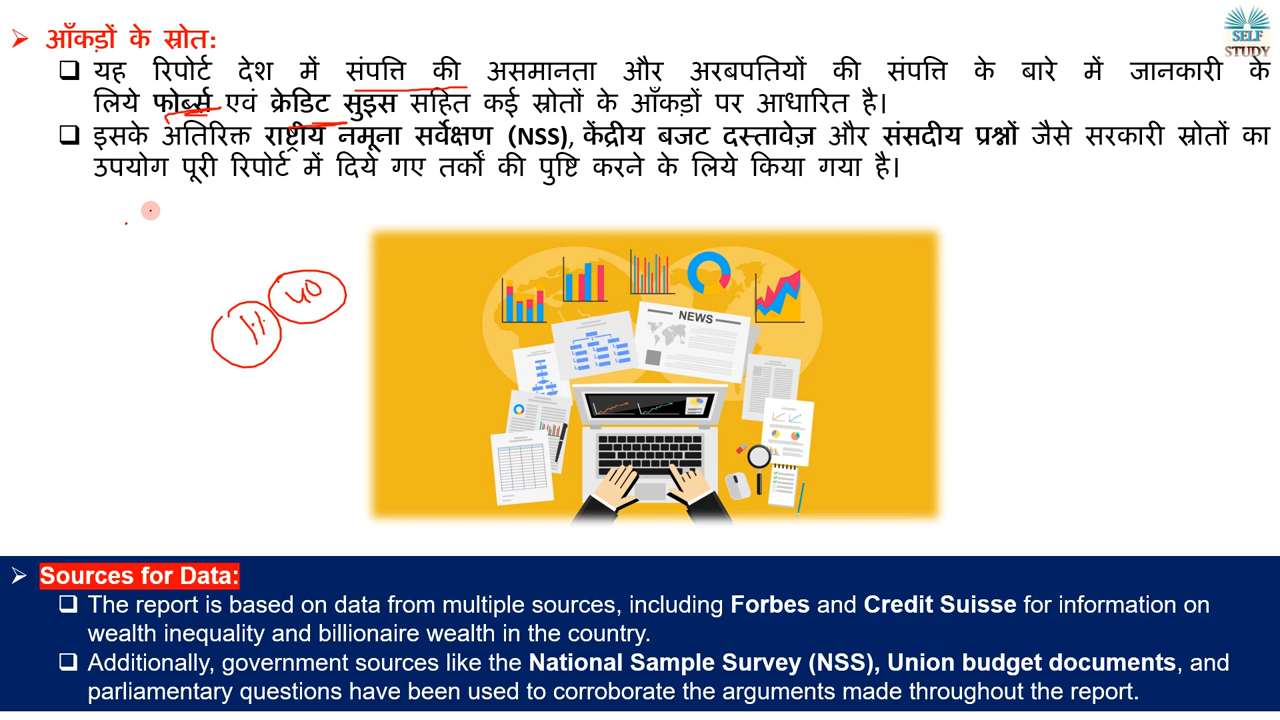 आँकड़ों के स्रोत:
SELF
STUDY
यह रिपोर्ट देश में संपत्ति की असमानता और अरबपतियों की संपत्ति के बारे में जानकारी के
लिये फोर्ब्स एवं क्रेडिट सुइस सहित कई स्रोतों के आँकड़ों पर आधारित है।
इसके अतिरिक्त राष्ट्रीय नमूना सर्वेक्षण (NSS), केंद्रीय बजट दस्तावेज़ और संसदीय प्रश्नों जैसे सरकारी स्रोतों का
उपयोग पूरी रिपोर्ट में दिये गए तर्कों की पुष्टि करने के लिये किया गया है।
40
1%
NEWS
Sources for Data:
The report is based on data from multiple sources, including Forbes and Credit Suisse for information on
wealth inequality and billionaire wealth in the country.
Additionally, government sources like the National Sample Survey (NSS), Union budget documents, and
parliamentary questions have been used to corroborate the arguments made throughout the report.